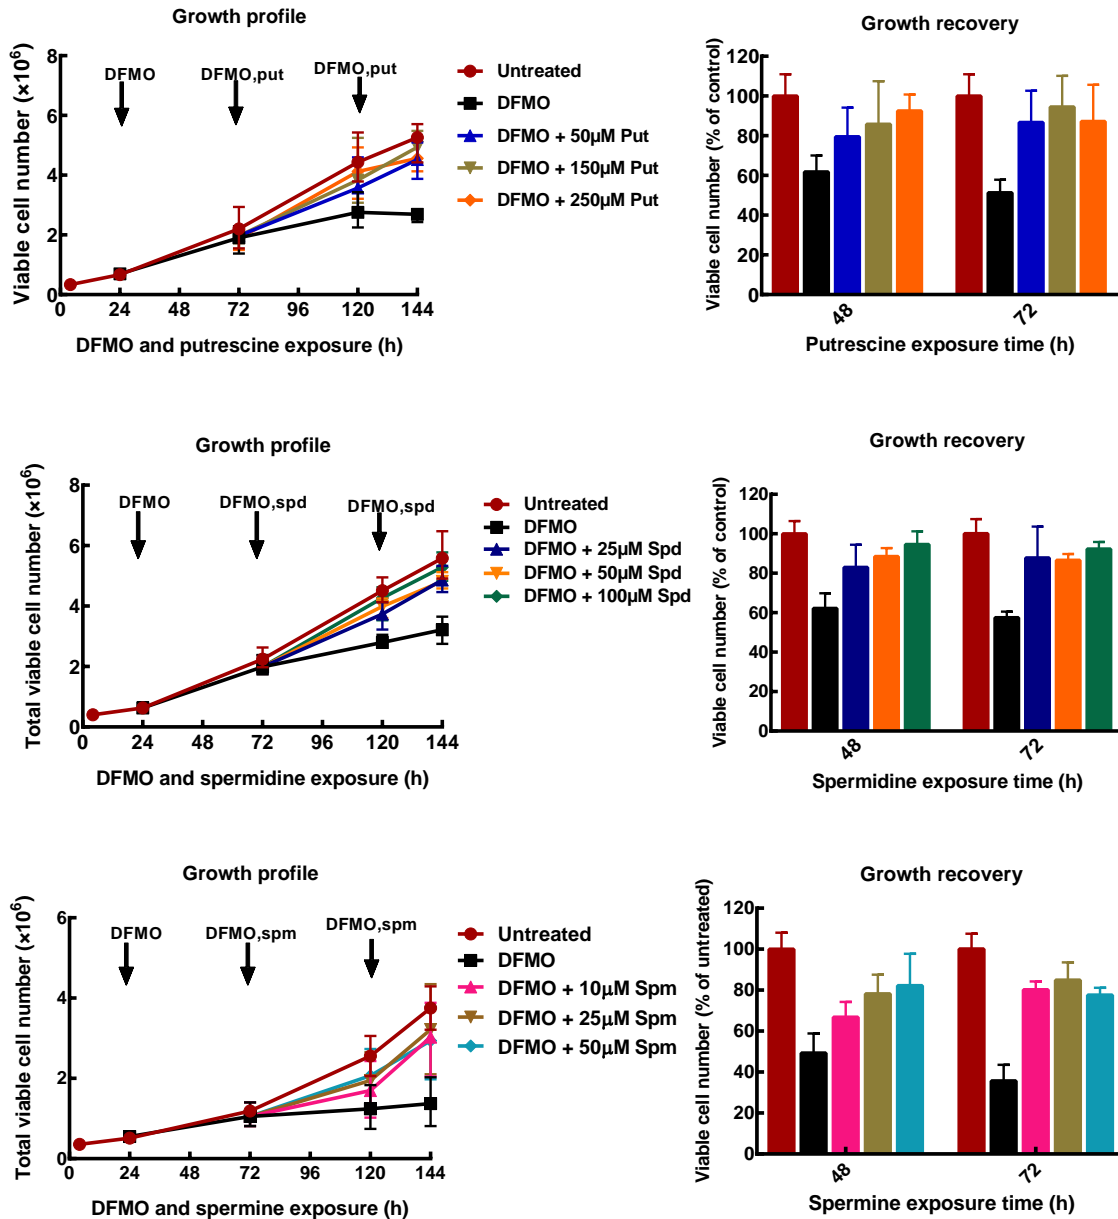 Growth profile
Viable cell number (×10⁶)
8
6
4
2
0
DFMO
DFMO,put
DFMO,put
0 24 48 72 96 120 144
DFMO and putrescine exposure (h)
Untreated
DFMO
DFMO + 50µM Put
DFMO + 150µM Put
DFMO + 250µM Put
Growth recovery
Viable cell number (% of control)
120
100
80
60
40
20
0
48 72
Putrescine exposure time (h)
Growth profile
Total viable cell number (×10⁶)
8
6
4
2
0
DFMO
DFMO,spd
DFMO,spd
0 24 48 72 96 120 144
DFMO and spermidine exposure (h)
Untreated
DFMO
DFMO + 25µM Spd
DFMO + 50µM Spd
DFMO + 100µM Spd
Growth recovery
Viable cell number (% of control)
120
100
80
60
40
20
0
48 72
Spermidine exposure time (h)
Growth profile
Total viable cell number (×10⁶)
6
4
2
0
DFMO
DFMO,spm
DFMO,spm
0 24 48 72 96 120 144
DFMO and spermine exposure (h)
Untreated
DFMO
DFMO + 10µM Spm
DFMO + 25µM Spm
DFMO + 50µM Spm
Growth recovery
Viable cell number (% of untreated)
120
100
80
60
40
20
0
48 72
Spermine exposure time (h)